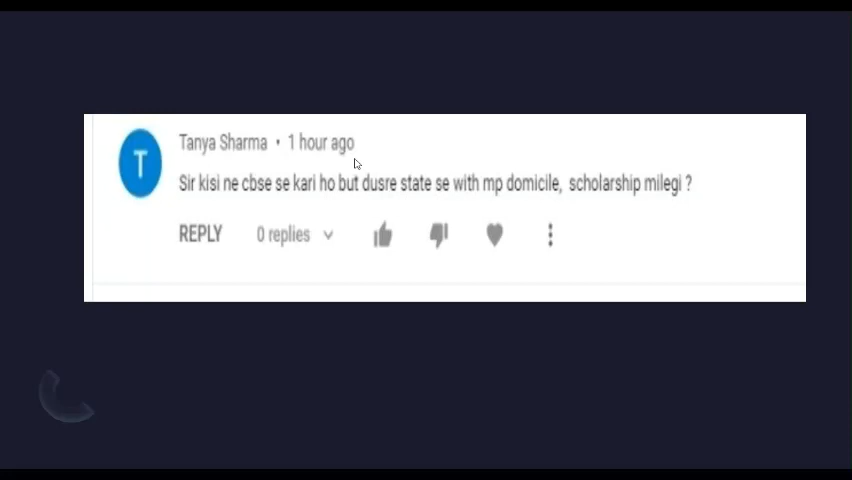 T
Tanya Sharma • 1 hour ago
Sir kisi ne cbse se kari ho but dusre state se with mp domicile, scholarship milegi ?
REPLY 0 replies